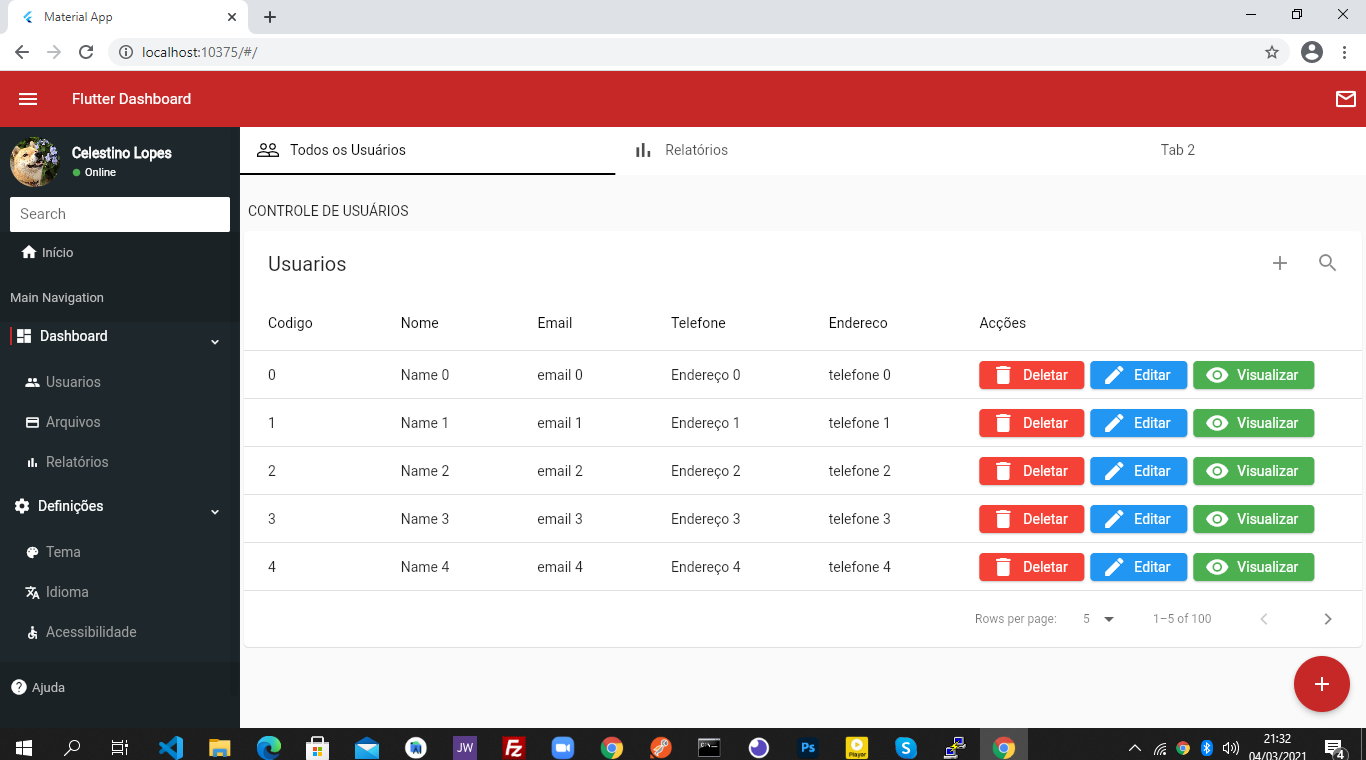 Material App
localhost:10375/#/
Flutter Dashboard
Celestino Lopes
Online
Search
Início
Main Navigation
Dashboard
Usuarios
Arquivos
Relatórios
Definições
Tema
Idioma
Acessibilidade
Ajuda
Todos os Usuários
Relatórios
Tab 2
CONTROLE DE USUÁRIOS
Usuarios
Codigo Nome Email Telefone Endereco Acções
0 Name 0 email 0 Endereço 0 telefone 0 Deletar Editar Visualizar
1 Name 1 email 1 Endereço 1 telefone 1 Deletar Editar Visualizar
2 Name 2 email 2 Endereço 2 telefone 2 Deletar Editar Visualizar
3 Name 3 email 3 Endereço 3 telefone 3 Deletar Editar Visualizar
4 Name 4 email 4 Endereço 4 telefone 4 Deletar Editar Visualizar
Rows per page: 5 1–5 of 100
JW
Fz
Ps
Player
S
21:32
04/03/2021
4